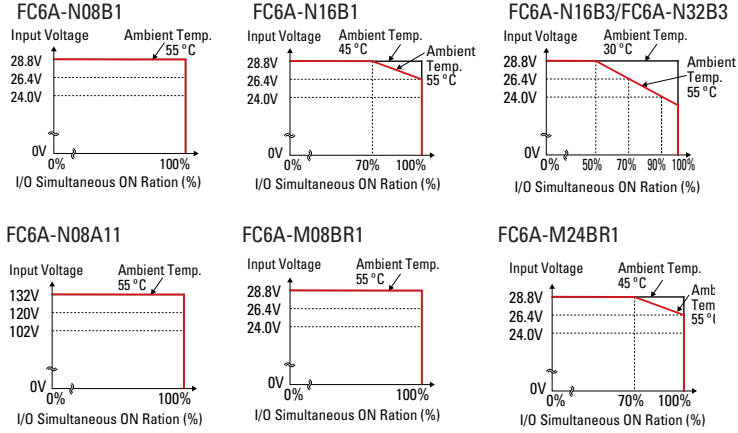 FC6A-N08B1
Input Voltage
Ambient Temp.
55 °C
28.8V
26.4V
24.0V
0V
0%
100%
I/O Simultaneous ON Ration (%)
FC6A-N16B1
Input Voltage
Ambient Temp.
45 °C
Ambient
Temp.
55 °C
28.8V
26.4V
24.0V
0V
0%
70%
100%
I/O Simultaneous ON Ration (%)
FC6A-N16B3/FC6A-N32B3
Input Voltage
Ambient Temp.
30 °C
Ambient
Temp.
55 °C
28.8V
26.4V
24.0V
0V
0%
50%
70%
90%
100%
I/O Simultaneous ON Ration (%)
FC6A-N08A11
Input Voltage
Ambient Temp.
55 °C
132V
120V
102V
0V
0%
100%
I/O Simultaneous ON Ration (%)
FC6A-M08BR1
Input Voltage
Ambient Temp.
55 °C
28.8V
26.4V
24.0V
0V
0%
100%
I/O Simultaneous ON Ration (%)
FC6A-M24BR1
Input Voltage
Ambient Temp.
45 °C
55 °
28.8V
26.4V
24.0V
0V
0%
70%
100%
I/O Simultaneous ON Ration (%)